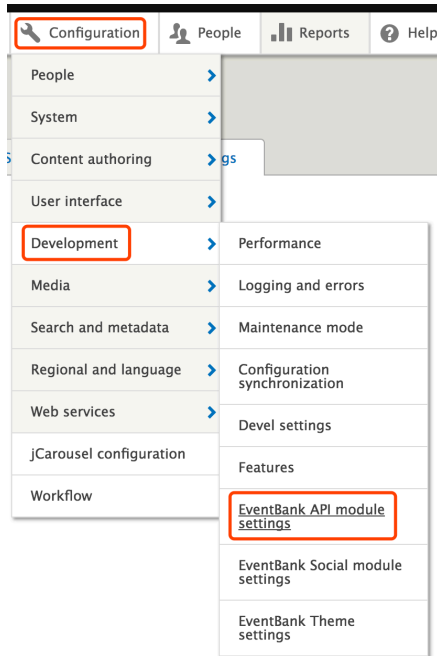 Configuration
People
Reports
Help
People
System
Content authoring
gs
User interface
Development
Media
Search and metadata
Regional and language
Web services
jCarousel configuration
Workflow
Performance
Logging and errors
Maintenance mode
Configuration
synchronization
Devel settings
Features
EventBank API module
settings
EventBank Social module
settings
EventBank Theme
settings